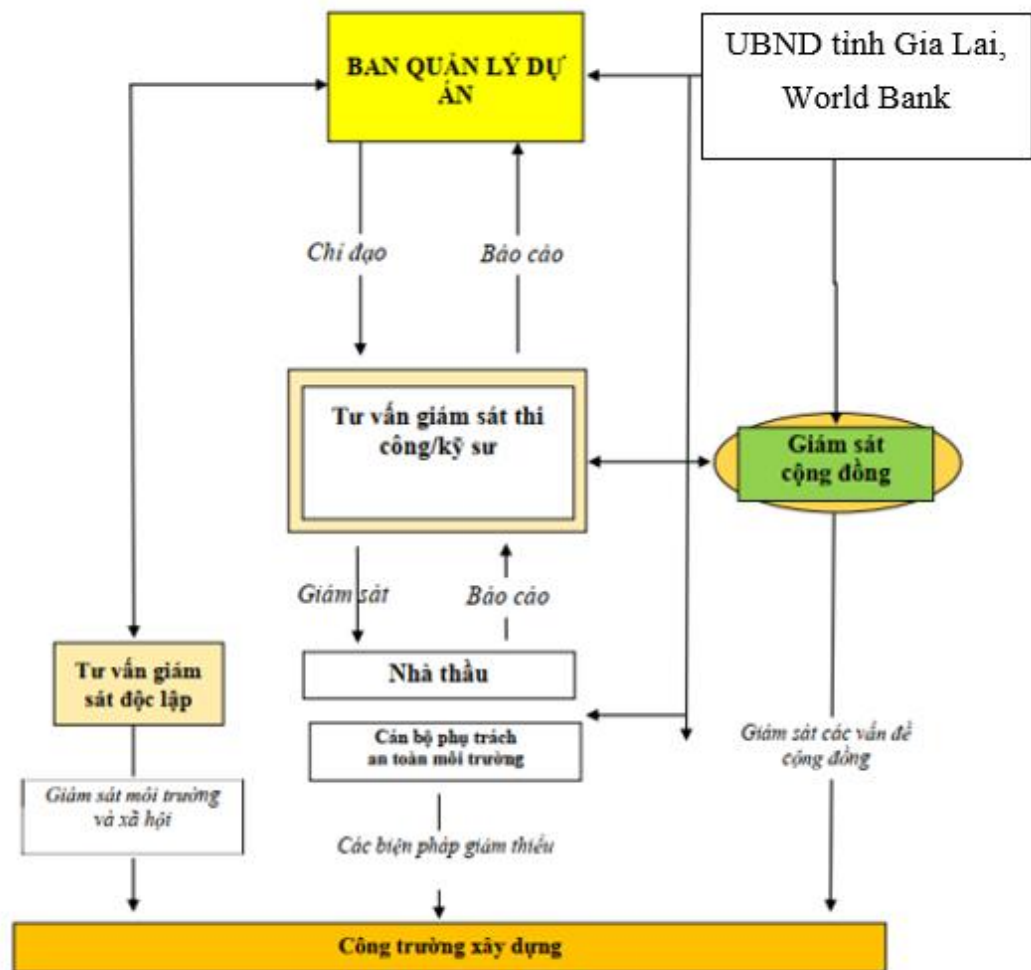 BAN QUẢN LÝ DỰ
ÁN
UBND tỉnh Gia Lai,
World Bank
Chỉ đạo
Báo cáo
Tư vấn giám sát thi
công/kỹ sư
Giám sát
cộng đồng
Giám sát
Báo cáo
Tư vấn giám
sát độc lập
Nhà thầu
Cán bộ phụ trách
an toàn môi trường
Giám sát các vấn đề
cộng đồng
Giám sát môi trường
và xã hội
Các biện pháp giảm thiểu
Công trường xây dựng